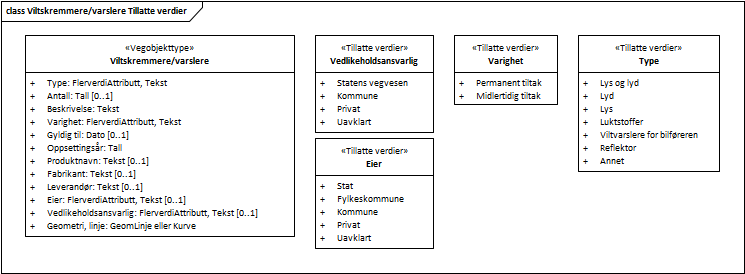 class Viltskremmere/varslere Tillatte verdier
«Vegobjekttype»
Viltskremmere/varslere
+ Type: FlerverdiAttributt, Tekst
+ Antall: Tall [0..1]
+ Beskrivelse: Tekst
+ Varighet: FlerverdiAttributt, Tekst
+ Gyldig til: Dato [0..1]
+ Oppsettingsår: Tall
+ Produktnavn: Tekst [0..1]
+ Fabrikant: Tekst [0..1]
+ Leverandør: Tekst [0..1]
+ Eier: FlerverdiAttributt, Tekst [0..1]
+ Vedlikeholdsansvarlig: FlerverdiAttributt, Tekst [0..1]
+ Geometri, linje: GeomLinje eller Kurve
«Tillatte verdier»
Vedlikeholdsansvarlig
+ Statens vegvesen
+ Kommune
+ Privat
+ Uavklart
«Tillatte verdier»
Eier
+ Stat
+ Fylkeskommune
+ Kommune
+ Privat
+ Uavklart
«Tillatte verdier»
Varighet
+ Permanent tiltak
+ Midlertidig tiltak
«Tillatte verdier»
Type
+ Lys og lyd
+ Lyd
+ Lys
+ Luktstoffer
+ Viltvarslere for bilføreren
+ Reflektor
+ Annet